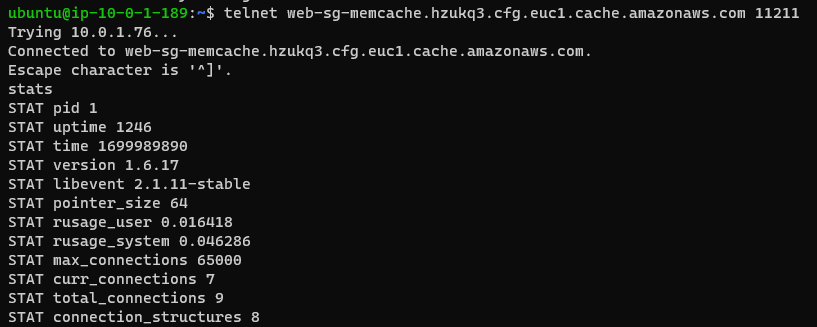 ubuntu@ip-10-0-1-189:~$ telnet web-sg-memcache.hzukq3.cfg.euc1.cache.amazonaws.com 11211
Trying 10.0.1.76...
Connected to web-sg-memcache.hzukq3.cfg.euc1.cache.amazonaws.com.
Escape character is '^]'.
stats
STAT pid 1
STAT uptime 1246
STAT time 1699989890
STAT version 1.6.17
STAT libevent 2.1.11-stable
STAT pointer_size 64
STAT rusage_user 0.016418
STAT rusage_system 0.046286
STAT max_connections 65000
STAT curr_connections 7
STAT total_connections 9
STAT connection_structures 8